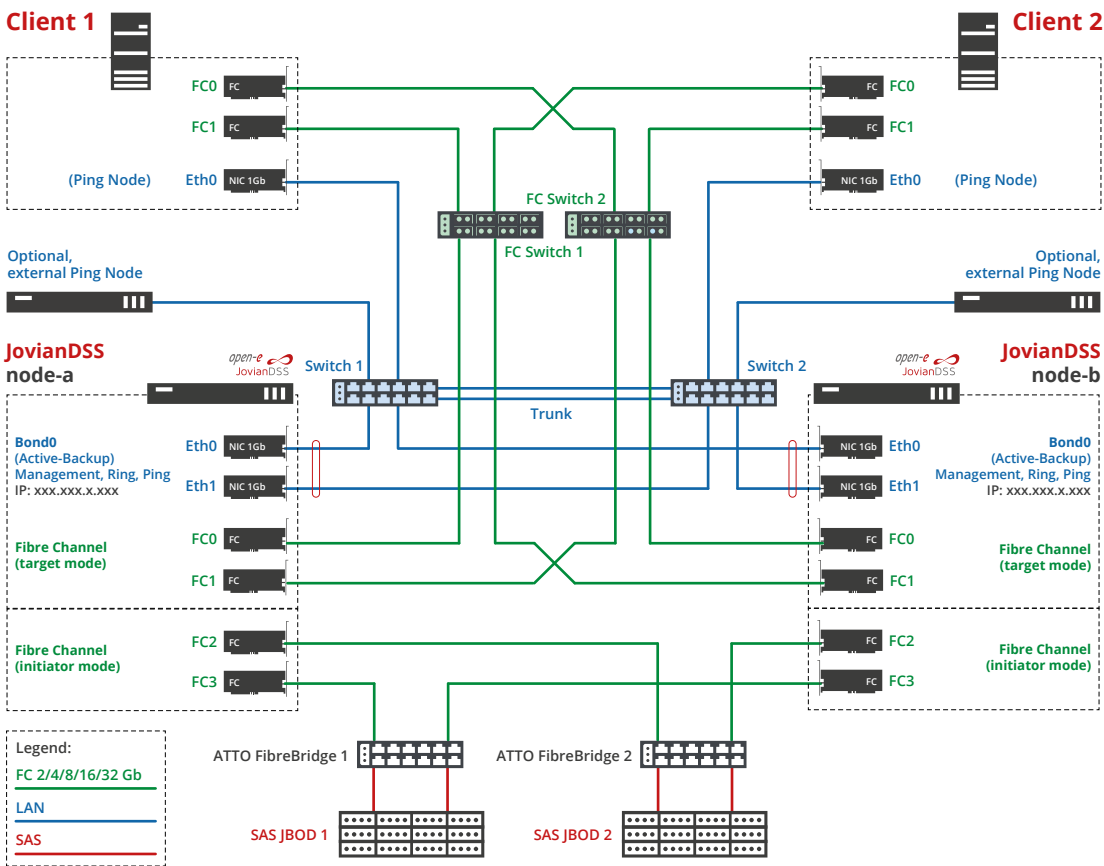 Client 1
Client 2
FC0
FC
FC
FC0
FC1
FC
FC
FC1
(Ping Node)
Eth0
NIC 1Gb
NIC 1Gb
Eth0
(Ping Node)
FC Switch 2
FC Switch 1
Optional,
external Ping Node
Optional,
external Ping Node
JovianDSS
node-a
open-e
JovianDSS
Switch 1
Switch 2
open-e
JovianDSS
JovianDSS
node-b
Trunk
Bond0
(Active-Backup)
Management, Ring, Ping
IP: xxx.xxx.x.xxx
Eth0
NIC 1Gb
Eth1
NIC 1Gb
NIC 1Gb
Eth0
NIC 1Gb
Eth1
Bond0
(Active-Backup)
Management, Ring, Ping
IP: xxx.xxx.x.xxx
Fibre Channel
(target mode)
FC0
FC
FC1
FC
FC
FC0
FC
FC1
Fibre Channel
(target mode)
Fibre Channel
(initiator mode)
FC2
FC
FC3
FC
FC
FC2
FC
FC3
Fibre Channel
(initiator mode)
Legend:
FC 2/4/8/16/32 Gb
LAN
SAS
ATTO FibreBridge 1
ATTO FibreBridge 2
SAS JBOD 1
SAS JBOD 2